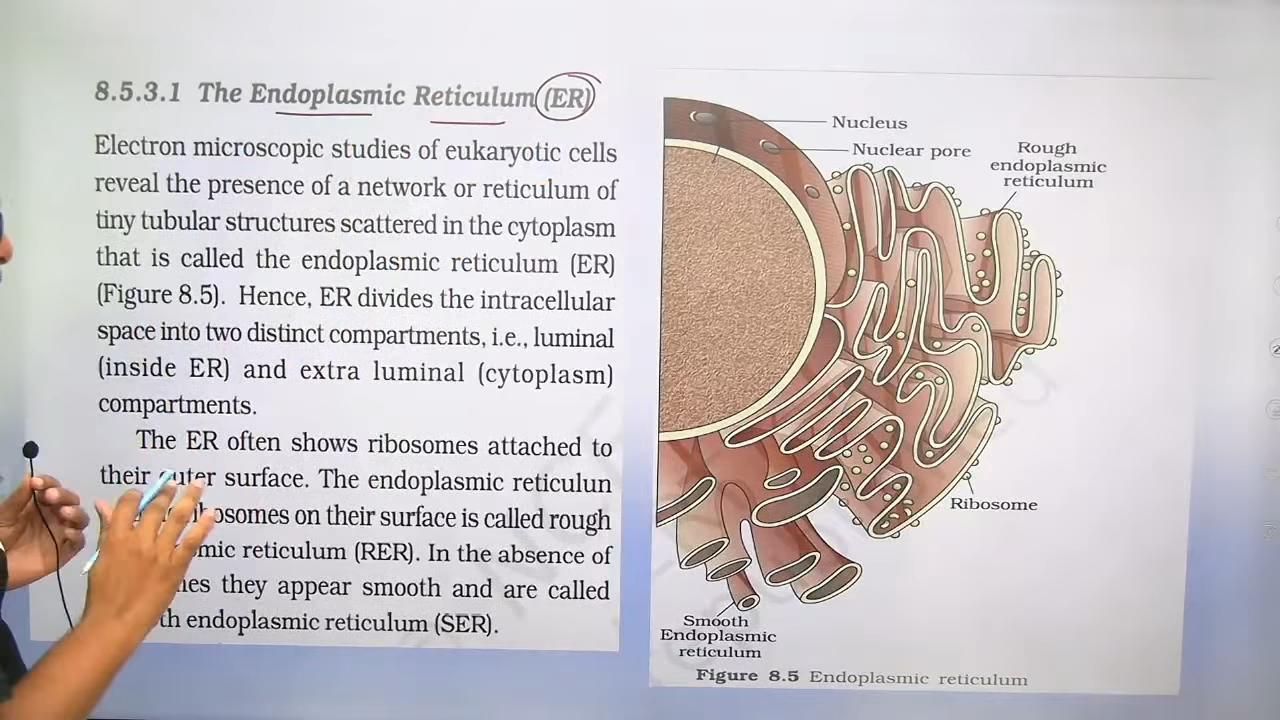 8.5.3.1 The Endoplasmic Reticulum (ER)
Electron microscopic studies of eukaryotic cells
reveal the presence of a network or reticulum of
tiny tubular structures scattered in the cytoplasm
that is called the endoplasmic reticulum (ER)
(Figure 8.5). Hence, ER divides the intracellular
space into two distinct compartments, i.e., luminal
(inside ER) and extra luminal (cytoplasm)
compartments.
The ER often shows ribosomes attached to
their outer surface. The endoplasmic reticulun
on their surface is called rough
reticulum (RER). In the absence of
they appear smooth and are called
endoplasmic reticulum (SER).
Nucleus
Nuclear pore
Rough
endoplasmic
reticulum
Ribosome
Smooth
Endoplasmic
reticulum
Figure 8.5 Endoplasmic reticulum